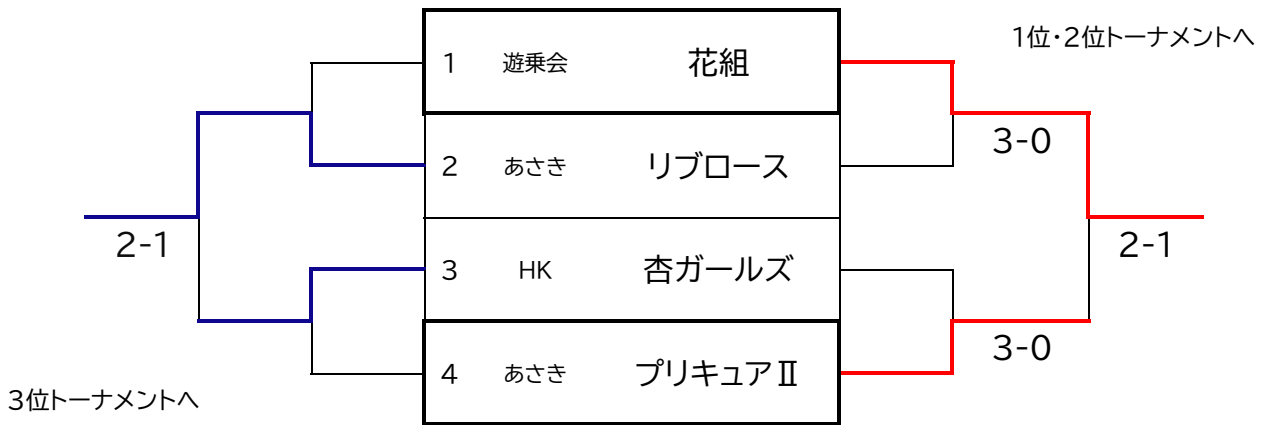 1位・2位トーナメントへ
1 遊乗会 花組
3-0
2 あさき リブロース
2-1
2-1
3 HK 杏ガールズ
3-0
4 あさき プリキュアⅡ
3位トーナメントへ